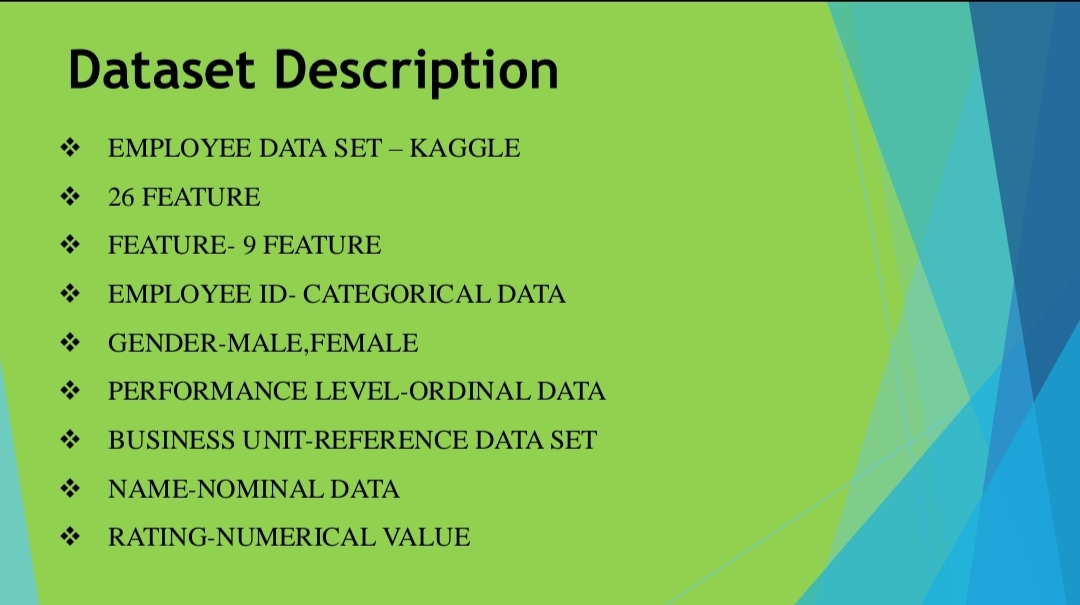 Dataset Description
❖ EMPLOYEE DATA SET – KAGGLE
❖ 26 FEATURE
❖ FEATURE- 9 FEATURE
❖ EMPLOYEE ID- CATEGORICAL DATA
❖ GENDER-MALE,FEMALE
❖ PERFORMANCE LEVEL-ORDINAL DATA
❖ BUSINESS UNIT-REFERENCE DATA SET
❖ NAME-NOMINAL DATA
❖ RATING-NUMERICAL VALUE